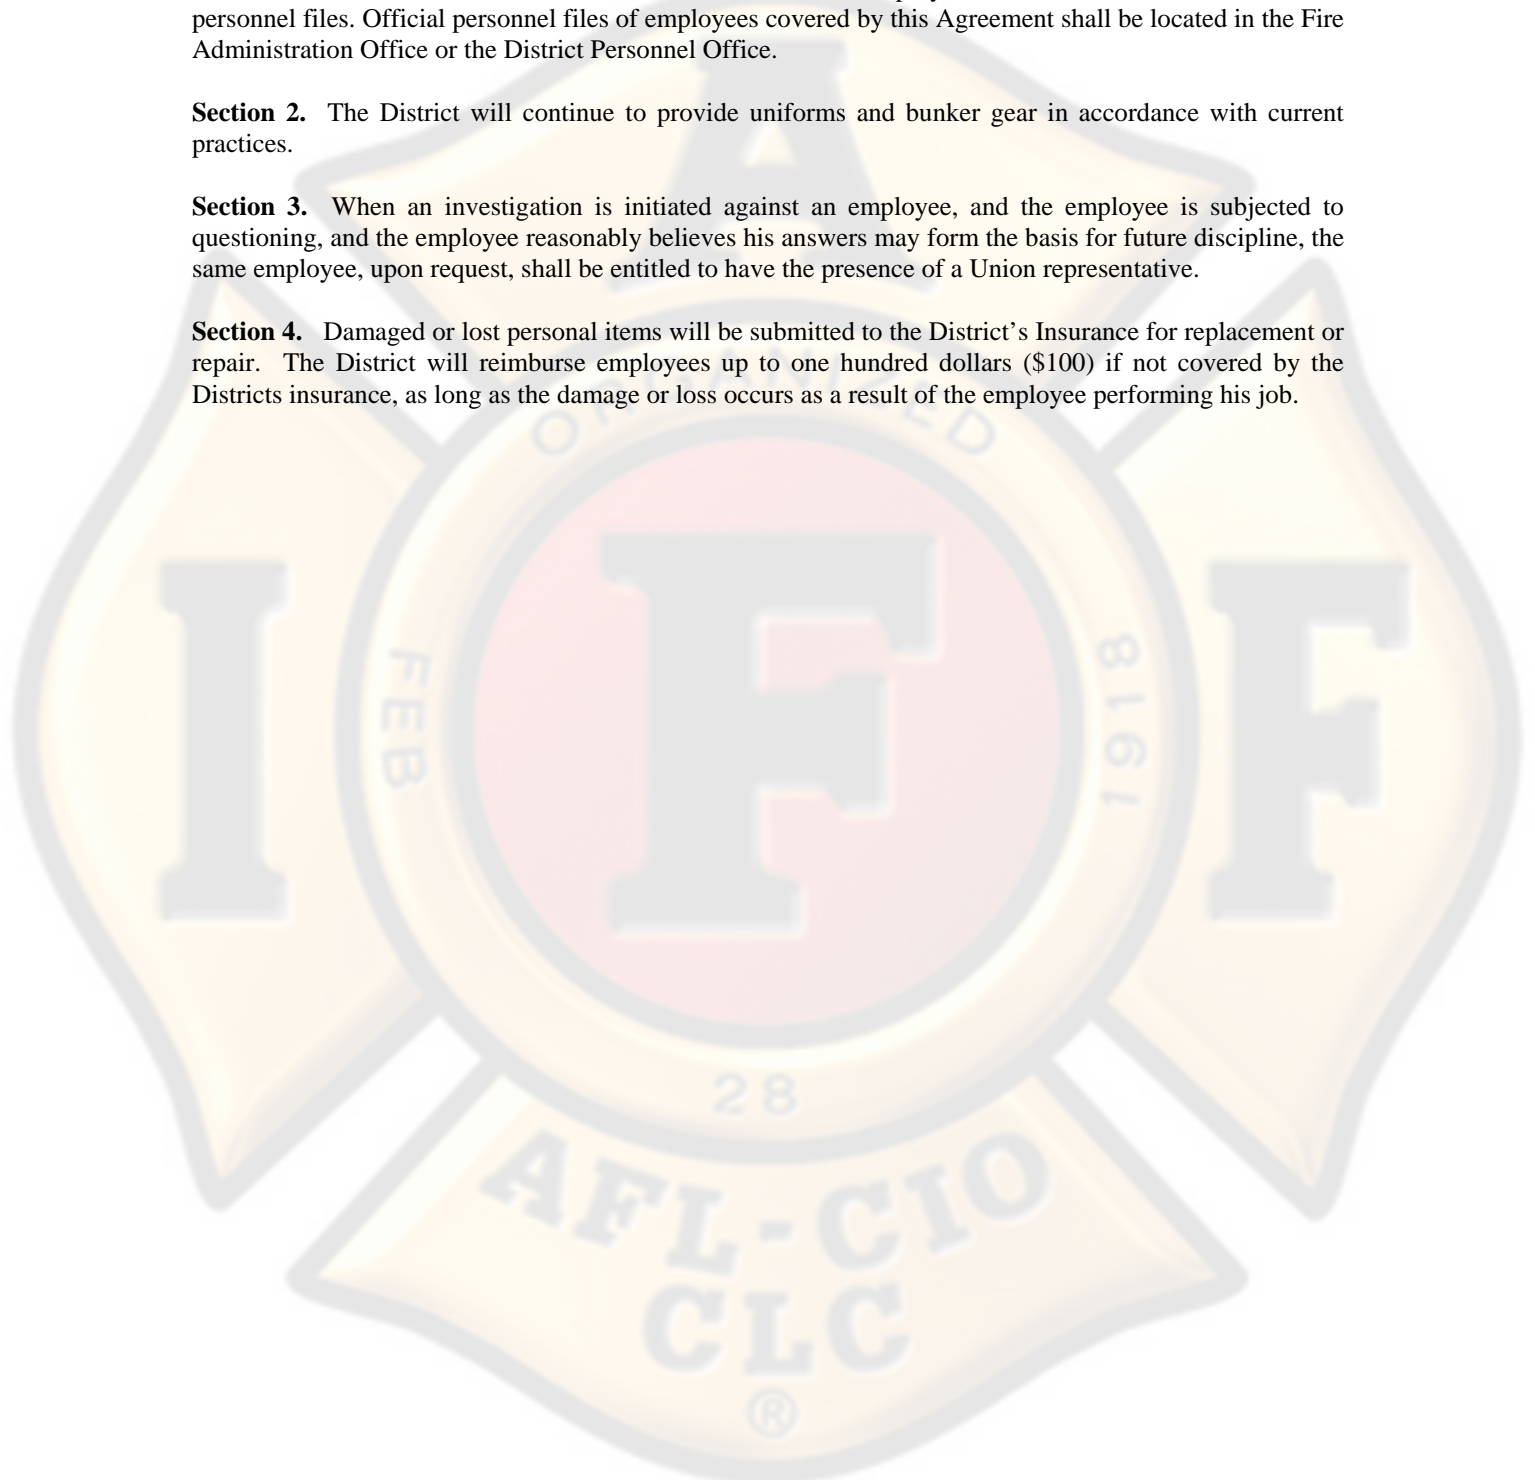 personnel files. Official personnel files of employees covered by this Agreement shall be located in the Fire
Administration Office or the District Personnel Office.
Section 2. The District will continue to provide uniforms and bunker gear in accordance with current
practices.
Section 3. When an investigation is initiated against an employee, and the employee is subjected to
questioning, and the employee reasonably believes his answers may form the basis for future discipline, the
same employee, upon request, shall be entitled to have the presence of a Union representative.
Section 4. Damaged or lost personal items will be submitted to the District’s Insurance for replacement or
repair. The District will reimburse employees up to one hundred dollars ($100) if not covered by the
Districts insurance, as long as the damage or loss occurs as a result of the employee performing his job.
A
ORGANIZED
I
FEB
F
1918
F
28
AFL-CIO
CLC
®